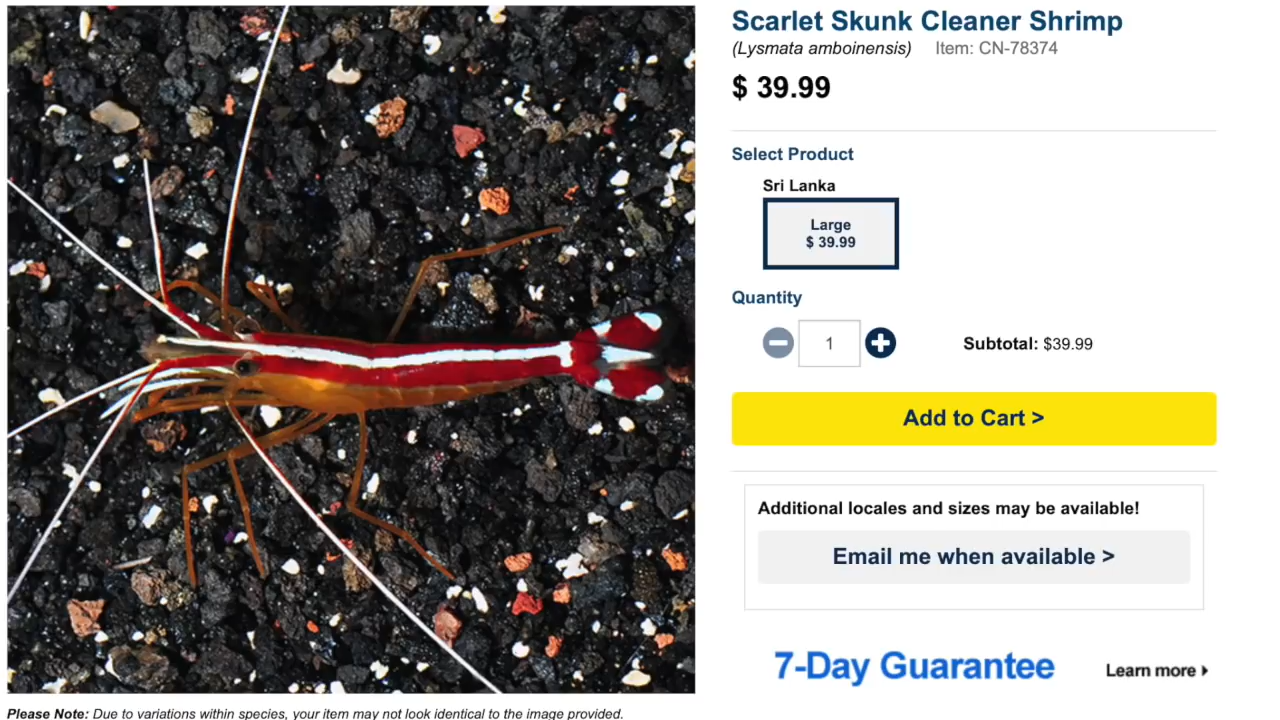 Scarlet Skunk Cleaner Shrimp
(Lysmata amboinensis) Item: CN-78374
$ 39.99
Select Product
Sri Lanka
Large
$ 39.99
Quantity
1
Subtotal: $39.99
Add to Cart >
Additional locales and sizes may be available!
Email me when available >
7-Day Guarantee
Learn more
Please Note: Due to variations within species, your item may not look identical to the image provided.